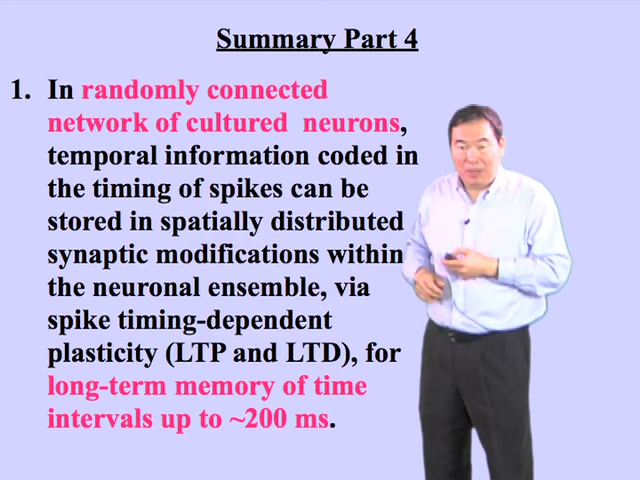 Summary Part 4
1. In randomly connected
network of cultured neurons,
temporal information coded in
the timing of spikes can be
stored in spatially distributed
synaptic modifications within
the neuronal ensemble, via
spike timing-dependent
plasticity (LTP and LTD), for
long-term memory of time
intervals up to ~200 ms.